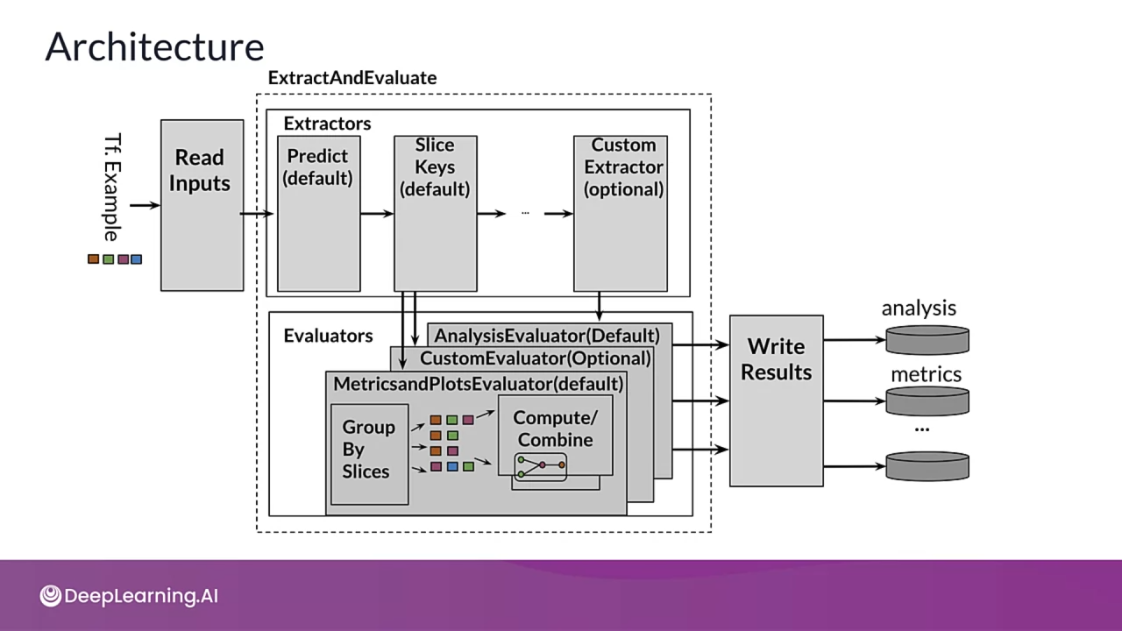 Architecture
ExtractAndEvaluate
Tf. Example
Read
Inputs
Extractors
Predict
(default)
Slice
Keys
(default)
...
Custom
Extractor
(optional)
Evaluators
AnalysisEvaluator(Default)
CustomEvaluator(Optional)
MetricsandPlotsEvaluator(default)
Group
By
Slices
Compute/
Combine
Write
Results
analysis
metrics
...
DeepLearning.AI